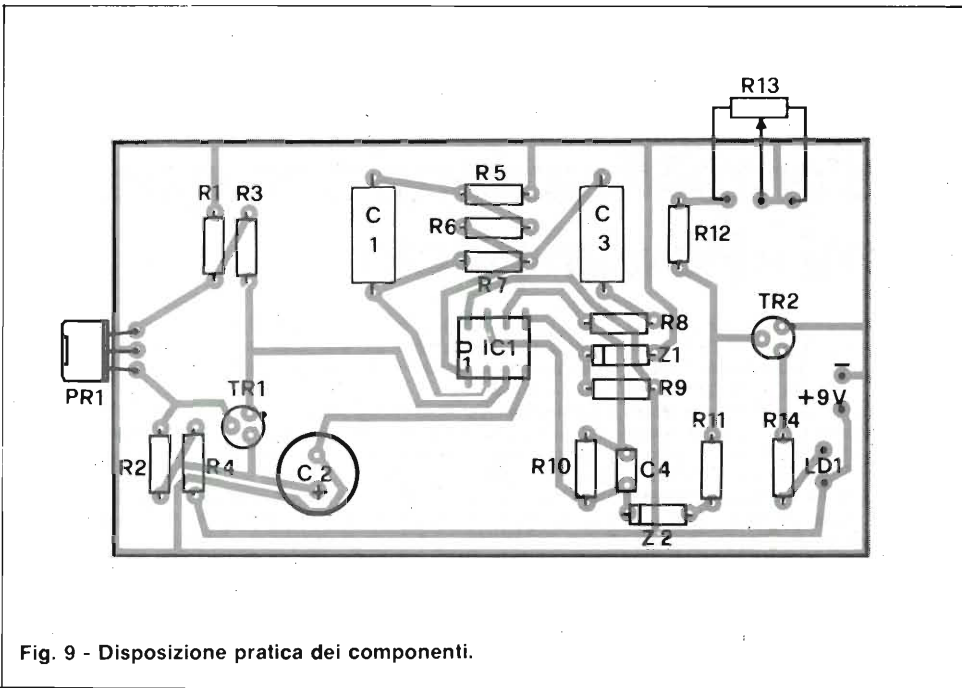 R13
R1 R3
R5
C 1
R6
C 3
R12
R7
TR2
R8
1 IC1
Z1
PR1
R9
–
+9V
TR1
R11
R14
R2
R4
C 2
+
R10
C4
LD1
Z 2
Fig. 9 - Disposizione pratica dei componenti.